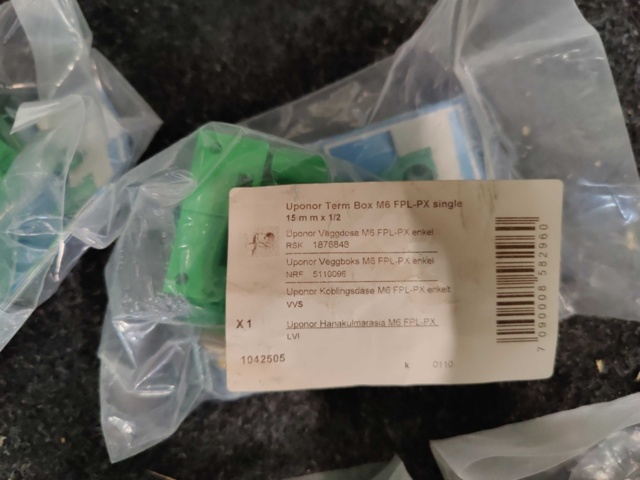 Uponor Term Box M6 FPL-PX single
15 m m x 1/2
Uponor Väggdosa M6 FPL-PX enkel
RSK 1876848
Uponor Veggboks M6 FPL-PX enkel
NRF 5110096
Uponor Koblingsdåse M6 FPL-PX enkelt
VVS
X 1 Uponor Hanakulmarasia M6 FPL-PX
LVI
1042505 k 0110
7 090008 582960